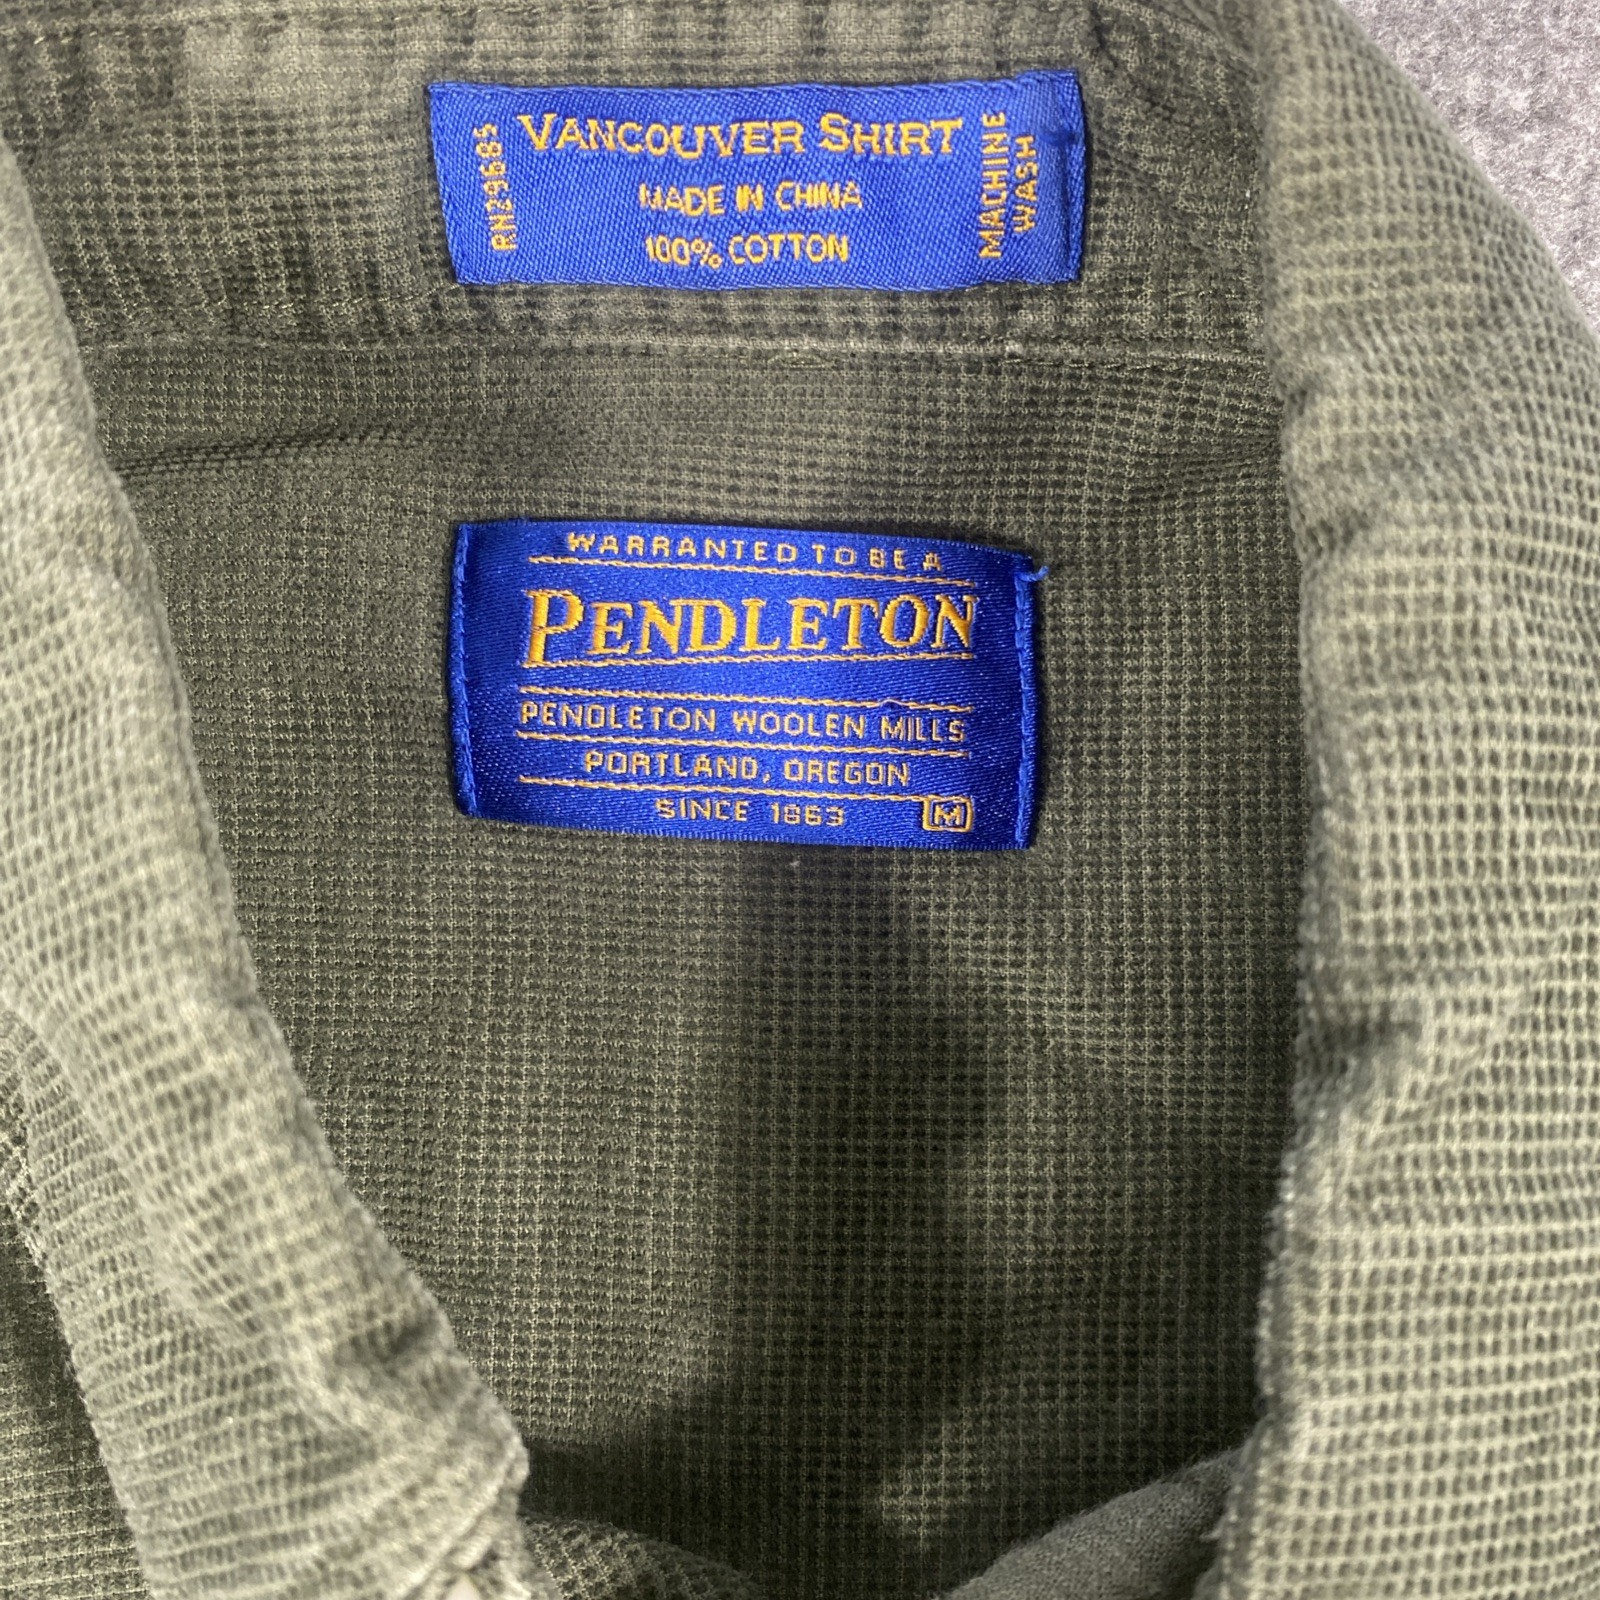 RN29685
VANCOUVER SHIRT
MADE IN CHINA
100% COTTON
MACHINE
WASH
WARRANTED TO BE A
PENDLETON
PENDLETON WOOLEN MILLS
PORTLAND, OREGON
SINCE 1863
M